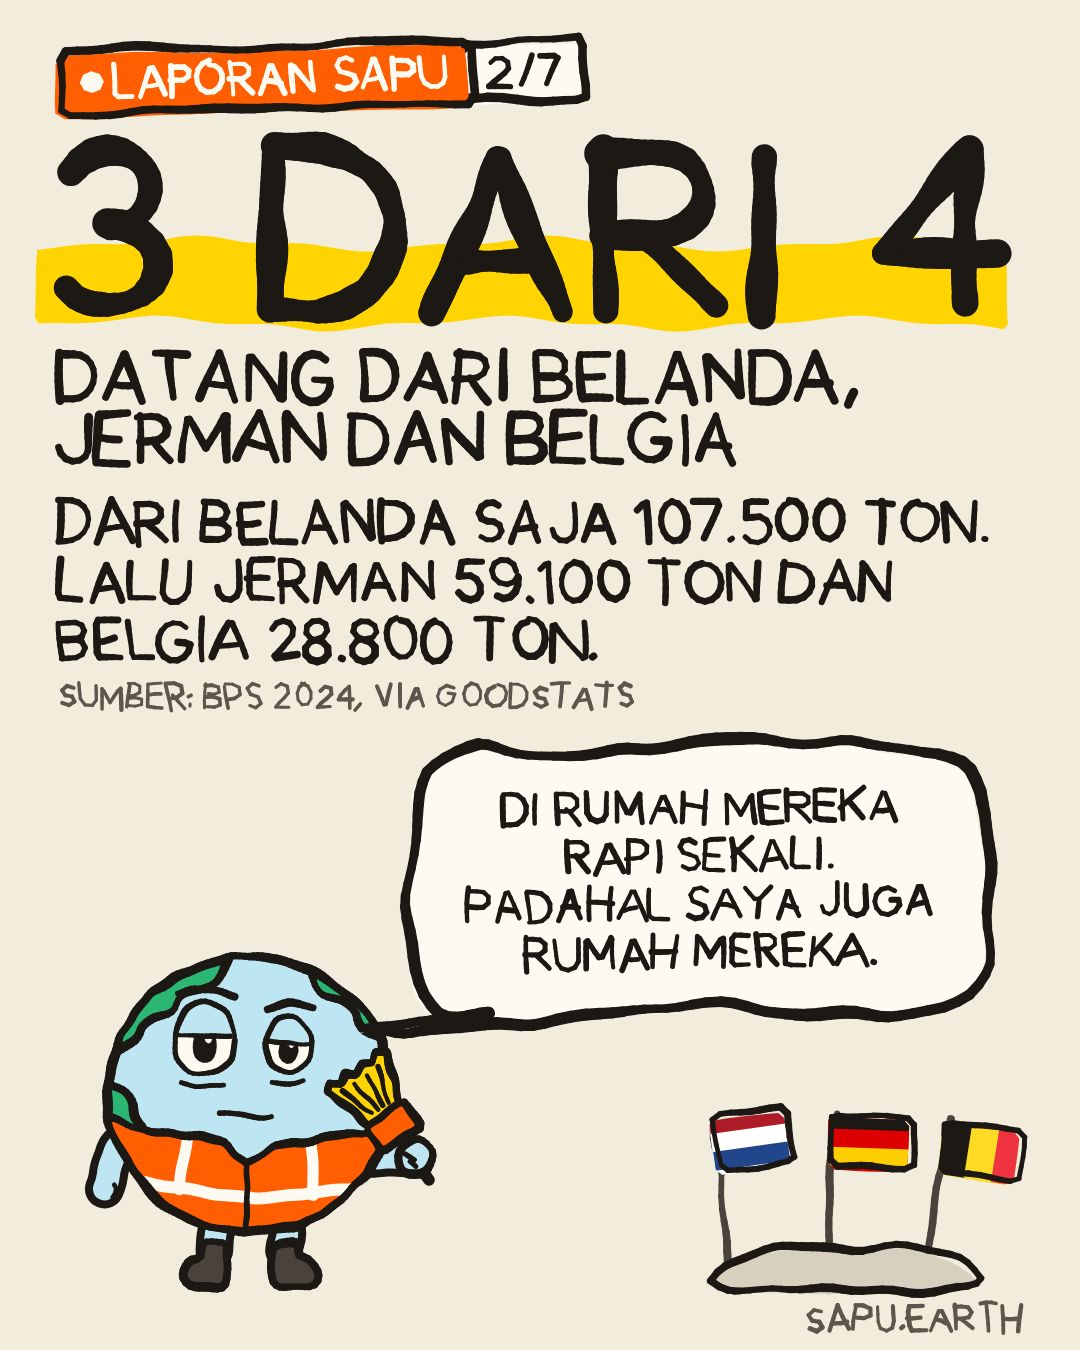 LAPORAN SAPU 2/7
3 DARI 4
DATANG DARI BELANDA,
JERMAN DAN BELGIA
DARI BELANDA SAJA 107.500 TON.
LALU JERMAN 59.100 TON DAN
BELGIA 28.800 TON.
SUMBER: BPS 2024, VIA GOODSTATS
DI RUMAH MEREKA
RAPI SEKALI.
PADAHAL SAYA JUGA
RUMAH MEREKA.
SAPU.EARTH